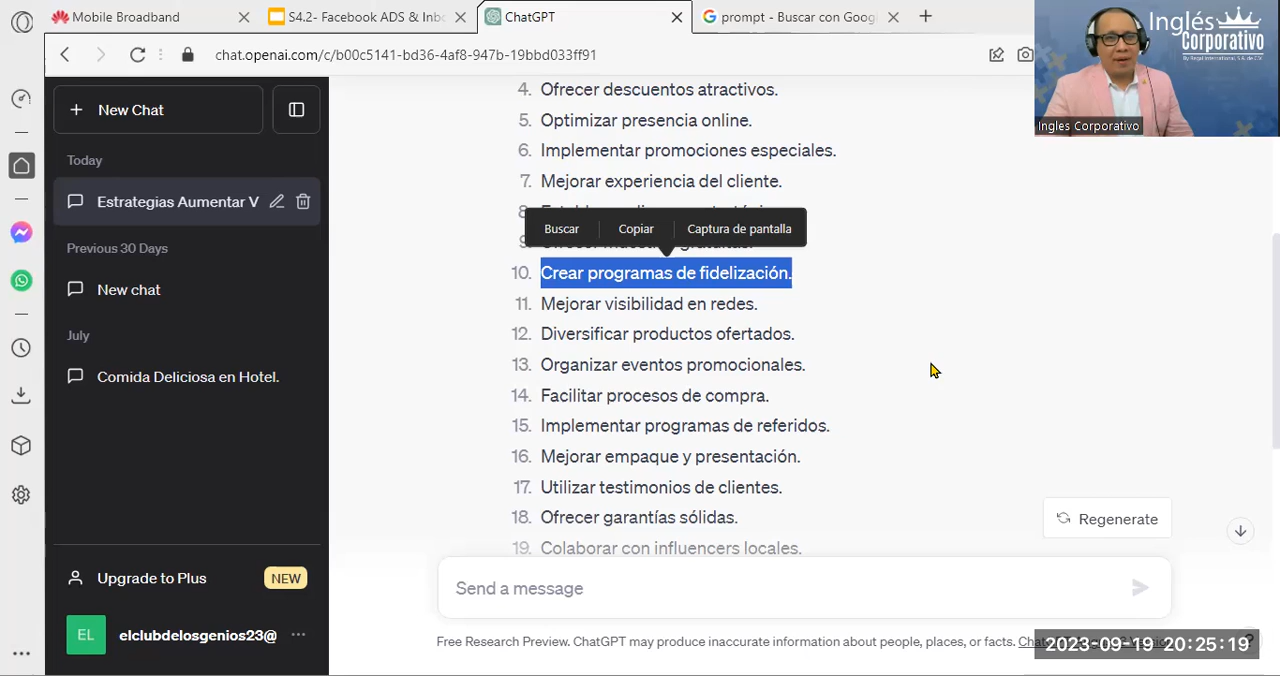 Mobile Broadband
S4.2- Facebook ADS & Inb
ChatGPT
prompt - Buscar con Goog
chat.openai.com/c/b00c5141-bd36-4af8-947b-19bbd033ff91
Inglés
Corporativo
By Regal International, S.A. de C.V.
Ingles Corporativo
New Chat
Today
Estrategias Aumentar V
Previous 30 Days
New chat
July
Comida Deliciosa en Hotel.
Upgrade to Plus
NEW
EL
elclubdelosgenios23@
4. Ofrecer descuentos atractivos.
5. Optimizar presencia online.
6. Implementar promociones especiales.
7. Mejorar experiencia del cliente.
Buscar
Copiar
Captura de pantalla
10. Crear programas de fidelización.
11. Mejorar visibilidad en redes.
12. Diversificar productos ofertados.
13. Organizar eventos promocionales.
14. Facilitar procesos de compra.
15. Implementar programas de referidos.
16. Mejorar empaque y presentación.
17. Utilizar testimonios de clientes.
18. Ofrecer garantías sólidas.
19. Colaborar con influencers locales.
Regenerate
Send a message
Free Research Preview. ChatGPT may produce inaccurate information about people, places, or facts.
2023-09-19 20:25:19